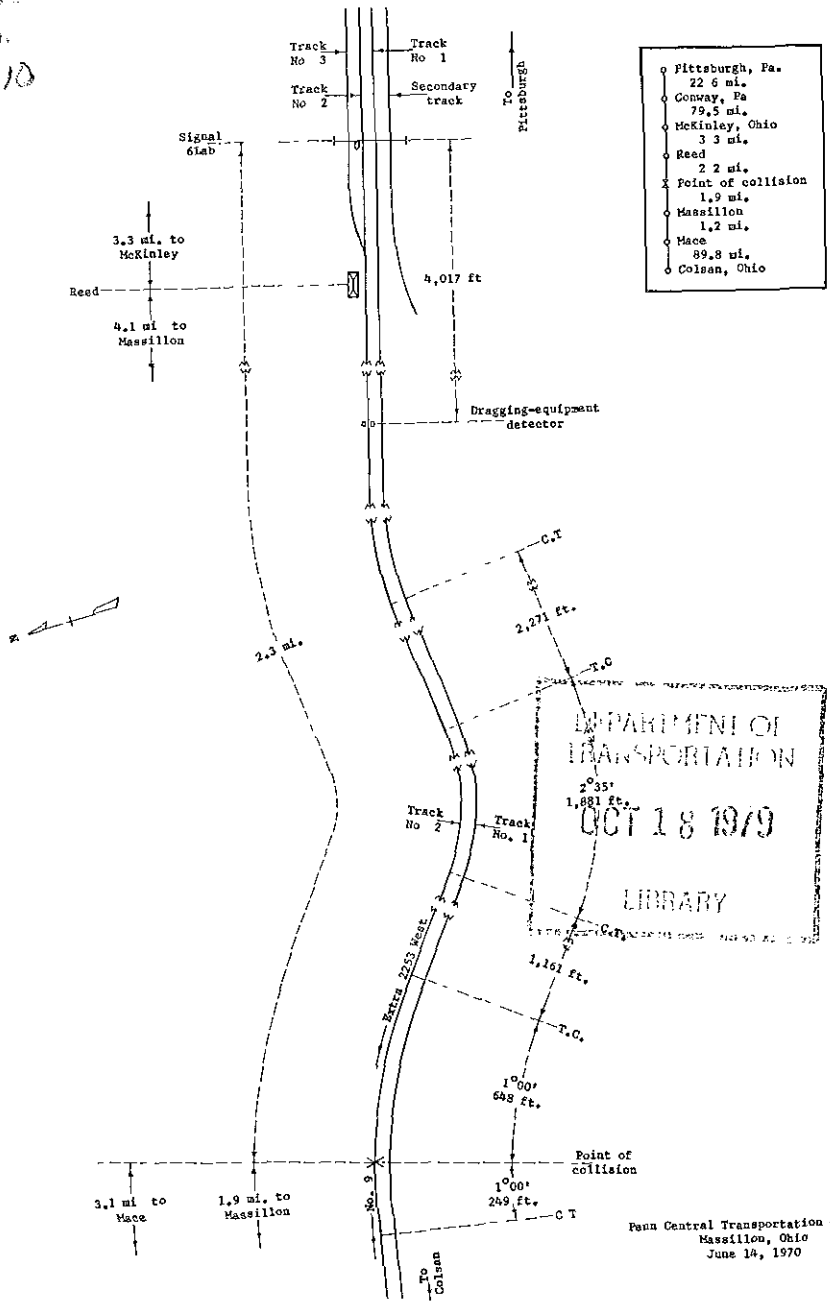 10
Track
No 3
Track
No 1
Track
No 2
Secondary
track
To
Pittsburgh
Signal
61ab
Pittsburgh, Pa.
22 6 mi.
Conway, Pa
79.5 mi.
McKinley, Ohio
3 3 mi.
Reed
2 2 mi.
Point of collision
1.9 mi.
Massillon
1.2 mi.
Mace
89.8 mi.
Colsan, Ohio
3.3 mi. to
McKinley
Reed
4.1 mi to
Massillon
4,017 ft
Dragging-equipment
detector
C.T
2,271 ft.
N
2.3 mi.
T.C
DEPARTMENT OF
TRANSPORTATION
2°35'
1,881 ft.
OCT 18 1979
LIBRARY
Track
No 2
Track
No. 1
C.T.
1,161 ft.
Extra 2253 West
T.C.
1°00'
648 ft.
Point of
collision
3.1 mi to
Mace
1.9 mi. to
Massillon
No. 9
1°00'
249 ft.
C T
To
Colsan
Penn Central Transportation
Massillon, Ohio
June 14, 1970